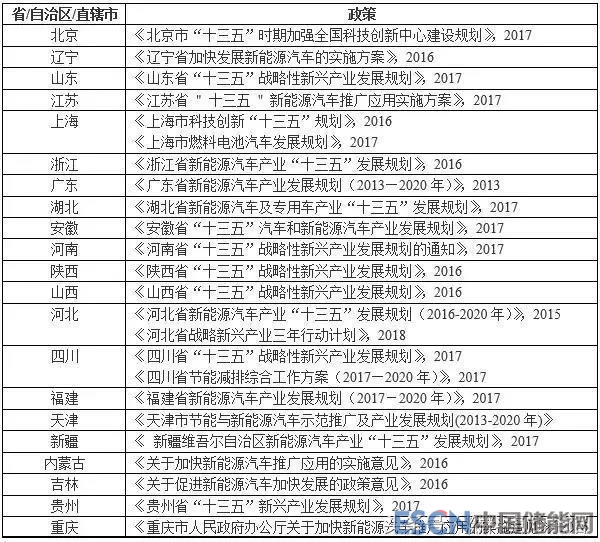 省/自治区/直辖市 政策
北京 《北京市“十三五”时期加强全国科技创新中心建设规划》，2017
辽宁 《辽宁省加快发展新能源汽车的实施方案》，2016
山东 《山东省“十三五”战略性新兴产业发展规划》，2017
江苏 《江苏省 " 十三五 " 新能源汽车推广应用实施方案》，2017
上海 《上海市科技创新“十三五”规划》，2016
《上海市燃料电池汽车发展规划》，2017
浙江 《浙江省新能源汽车产业“十三五”发展规划》，2016
广东 《广东省新能源汽车产业发展规划（2013—2020 年）》，2013
湖北 《湖北省新能源汽车及专用车产业“十三五”发展规划》，2017
安徽 《安徽省“十三五”汽车和新能源汽车产业发展规划》，2017
河南 《河南省“十三五”战略性新兴产业发展规划的通知》，2017
陕西 《陕西省“十三五”战略性新兴产业发展规划》，2016
山西 《山西省“十三五”战略性新兴产业发展规划》，2016
河北 《河北省新能源汽车产业“十三五”发展规划（2016-2020 年）》，2015
《河北省战略新兴产业三年行动计划》，2018
四川 《四川省“十三五”战略性新兴产业发展规划》，2017
《四川省节能减排综合工作方案（2017—2020 年）》，2017
福建 《福建省新能源汽车产业发展规划（2017－2020 年）》，2017
天津 《天津市节能与新能源汽车示范推广及产业发展规划(2013-2020 年)》
新疆 《 新疆维吾尔自治区新能源汽车产业“十三五”发展规划》，2017
内蒙古 《关于加快新能源汽车推广应用的实施意见》，2016
吉林 《关于促进新能源汽车加快发展的政策意见》，2016
贵州 《贵州省“十三五”新兴产业发展规划》，2017
重庆 《重庆市人民政府办公厅关于加快新能源汽车推广应用的实施意见
ESCN中国储能网